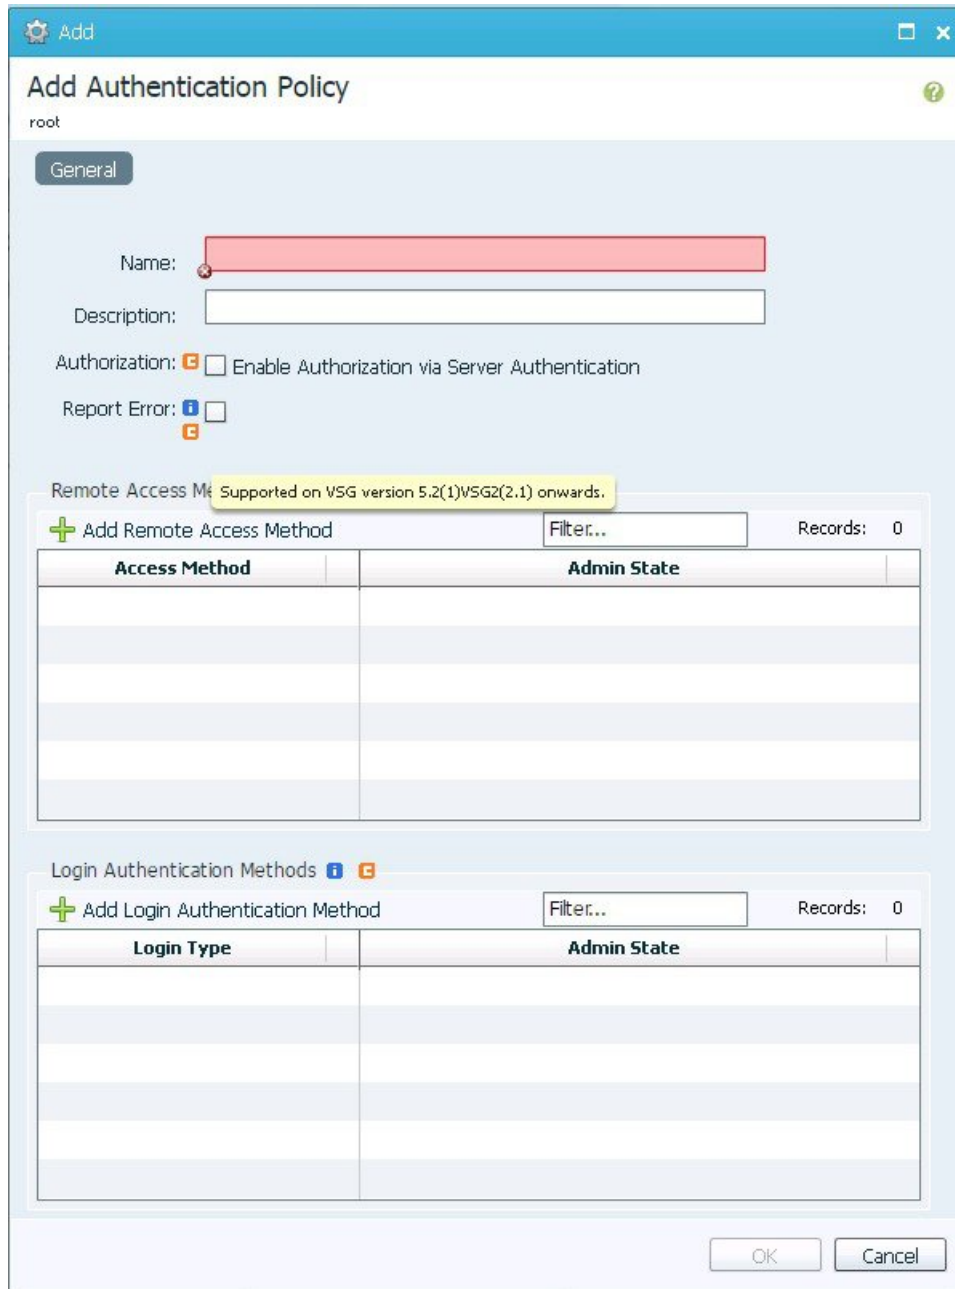 Add
Add Authentication Policy
root
General
Name:
Description:
Authorization: Enable Authorization via Server Authentication
Report Error:
Remote Access Me
Supported on VSG version 5.2(1)VSG2(2.1) onwards.
Add Remote Access Method Filter... Records: 0
Access Method Admin State
Login Authentication Methods
Add Login Authentication Method Filter... Records: 0
Login Type Admin State
OK Cancel